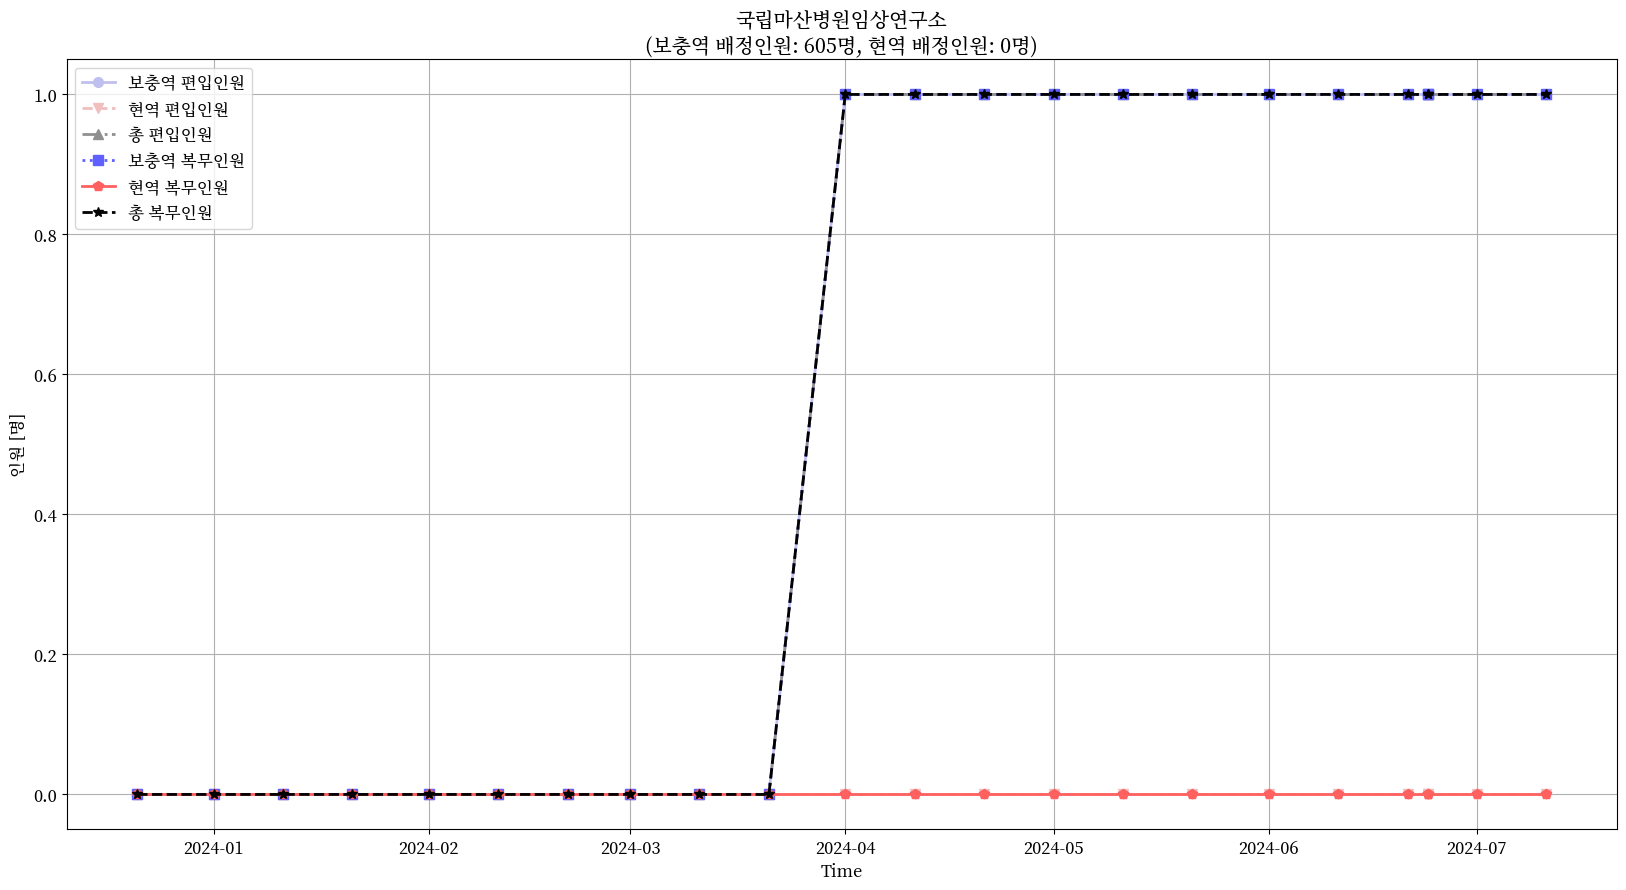 국립마산병원임상연구소
(보충역 배정인원: 605명, 현역 배정인원: 0명)
보충역 편입인원
현역 편입인원
총 편입인원
보충역 복무인원
현역 복무인원
총 복무인원
1.0
0.8
0.6
0.4
0.2
0.0
인원 [명]
2024-01
2024-02
2024-03
2024-04
2024-05
2024-06
2024-07
Time